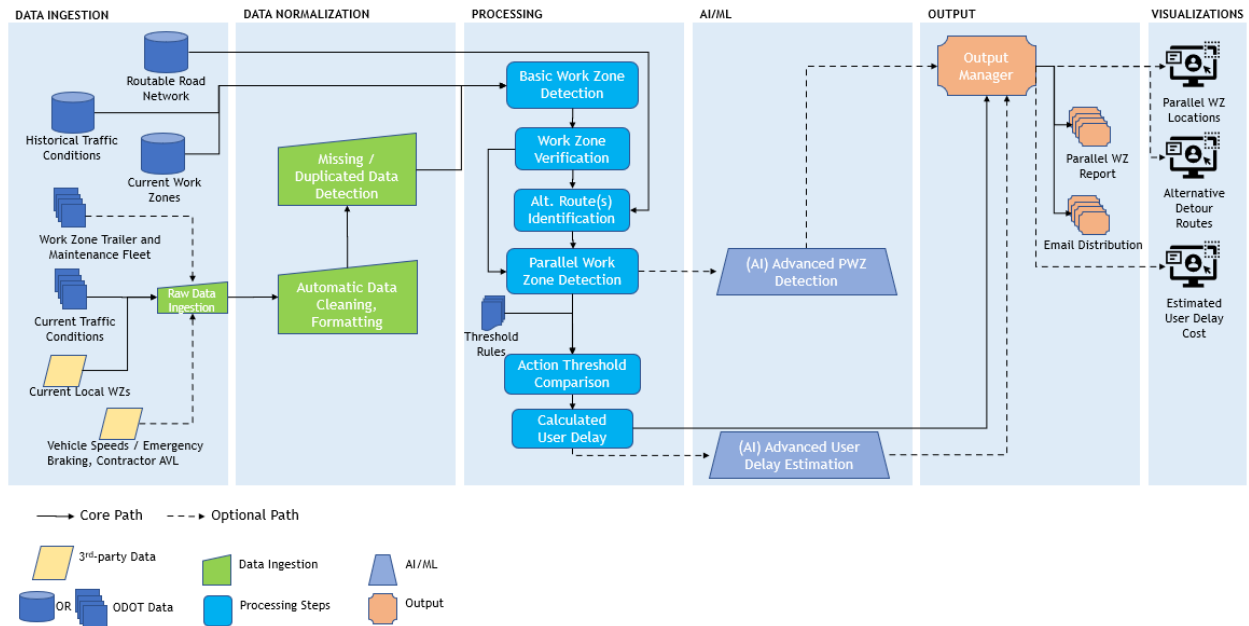 DATA INGESTION
DATA NORMALIZATION
PROCESSING
AI/ML
OUTPUT
VISUALIZATIONS
Routable Road
Network
Historical Traffic
Conditions
Current Work
Zones
Work Zone Trailer and
Maintenance Fleet
Current Traffic
Conditions
Current Local WZs
Vehicle Speeds / Emergency
Braking, Contractor AVL
Raw Data
Ingestion
Missing /
Duplicated Data
Detection
Automatic Data
Cleaning,
Formatting
Basic Work Zone
Detection
Work Zone
Verification
Alt. Route(s)
Identification
Parallel Work
Zone Detection
Threshold
Rules
Action Threshold
Comparison
Calculated
User Delay
(AI) Advanced PWZ
Detection
(AI) Advanced User
Delay Estimation
Output
Manager
Parallel WZ
Report
Email Distribution
Parallel WZ
Locations
Alternative
Detour
Routes
Estimated
User Delay
Cost
Core Path
Optional Path
3rd-party Data
Data Ingestion
AI/ML
OR
ODOT Data
Processing Steps
Output